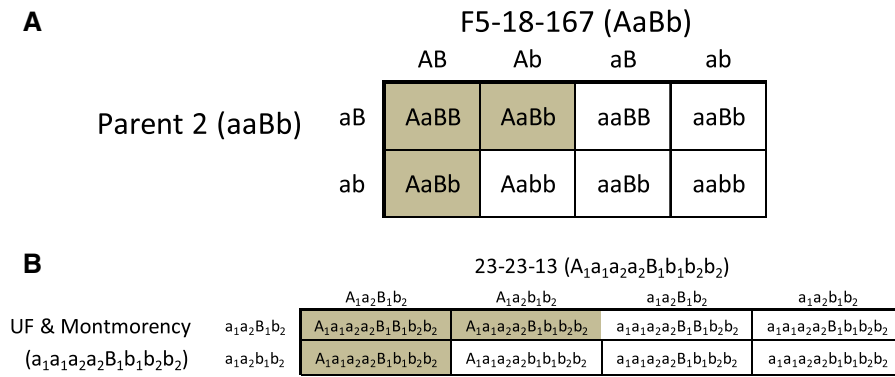 A
F5-18-167 (AaBb)
AB Ab aB ab
Parent 2 (aaBb) aB AaBB AaBb aaBB aaBb
ab AaBb Aabb aaBb aabb
B
23-23-13 (A₁a₁a₂a₂B₁b₁b₂b₂)
A₁a₂B₁b₂ A₁a₂b₁b₂ a₁a₂B₁b₂ a₁a₂b₁b₂
UF & Montmorency a₁a₂B₁b₂ A₁a₁a₂a₂B₁B₁b₂b₂ A₁a₁a₂a₂B₁b₁b₂b₂ a₁a₁a₂a₂B₁B₁b₂b₂ a₁a₁a₂a₂B₁b₁b₂b₂
(a₁a₁a₂a₂B₁b₁b₂b₂) a₁a₂b₁b₂ A₁a₁a₂a₂B₁b₁b₂b₂ A₁a₁a₂a₂b₁b₁b₂b₂ a₁a₁a₂a₂B₁b₁b₂b₂ a₁a₁a₂a₂b₁b₁b₂b₂